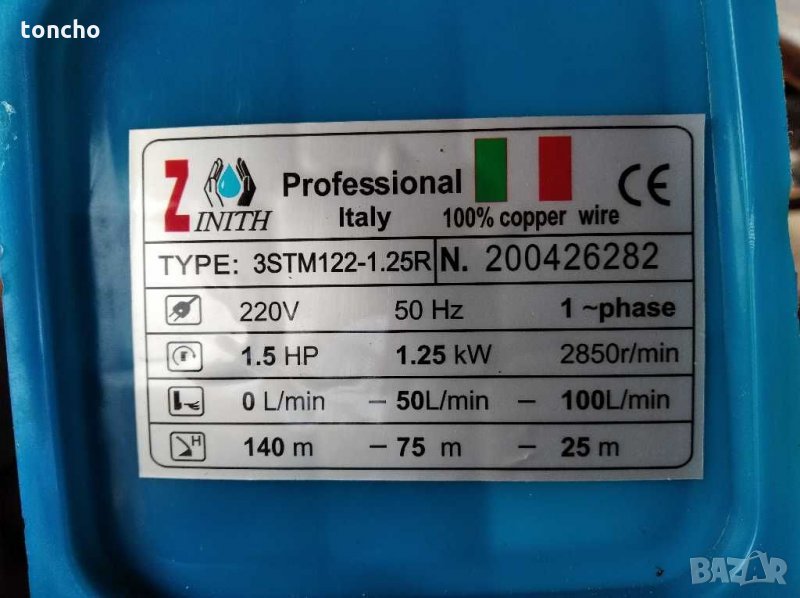 toncho
ZINITH
Professional
Italy
100% copper wire
CE
TYPE: 3STM122-1.25R N. 200426282
220V 50 Hz 1 ~phase
1.5 HP 1.25 kW 2850r/min
0 L/min – 50L/min – 100L/min
H 140 m – 75 m – 25 m
BAZAR